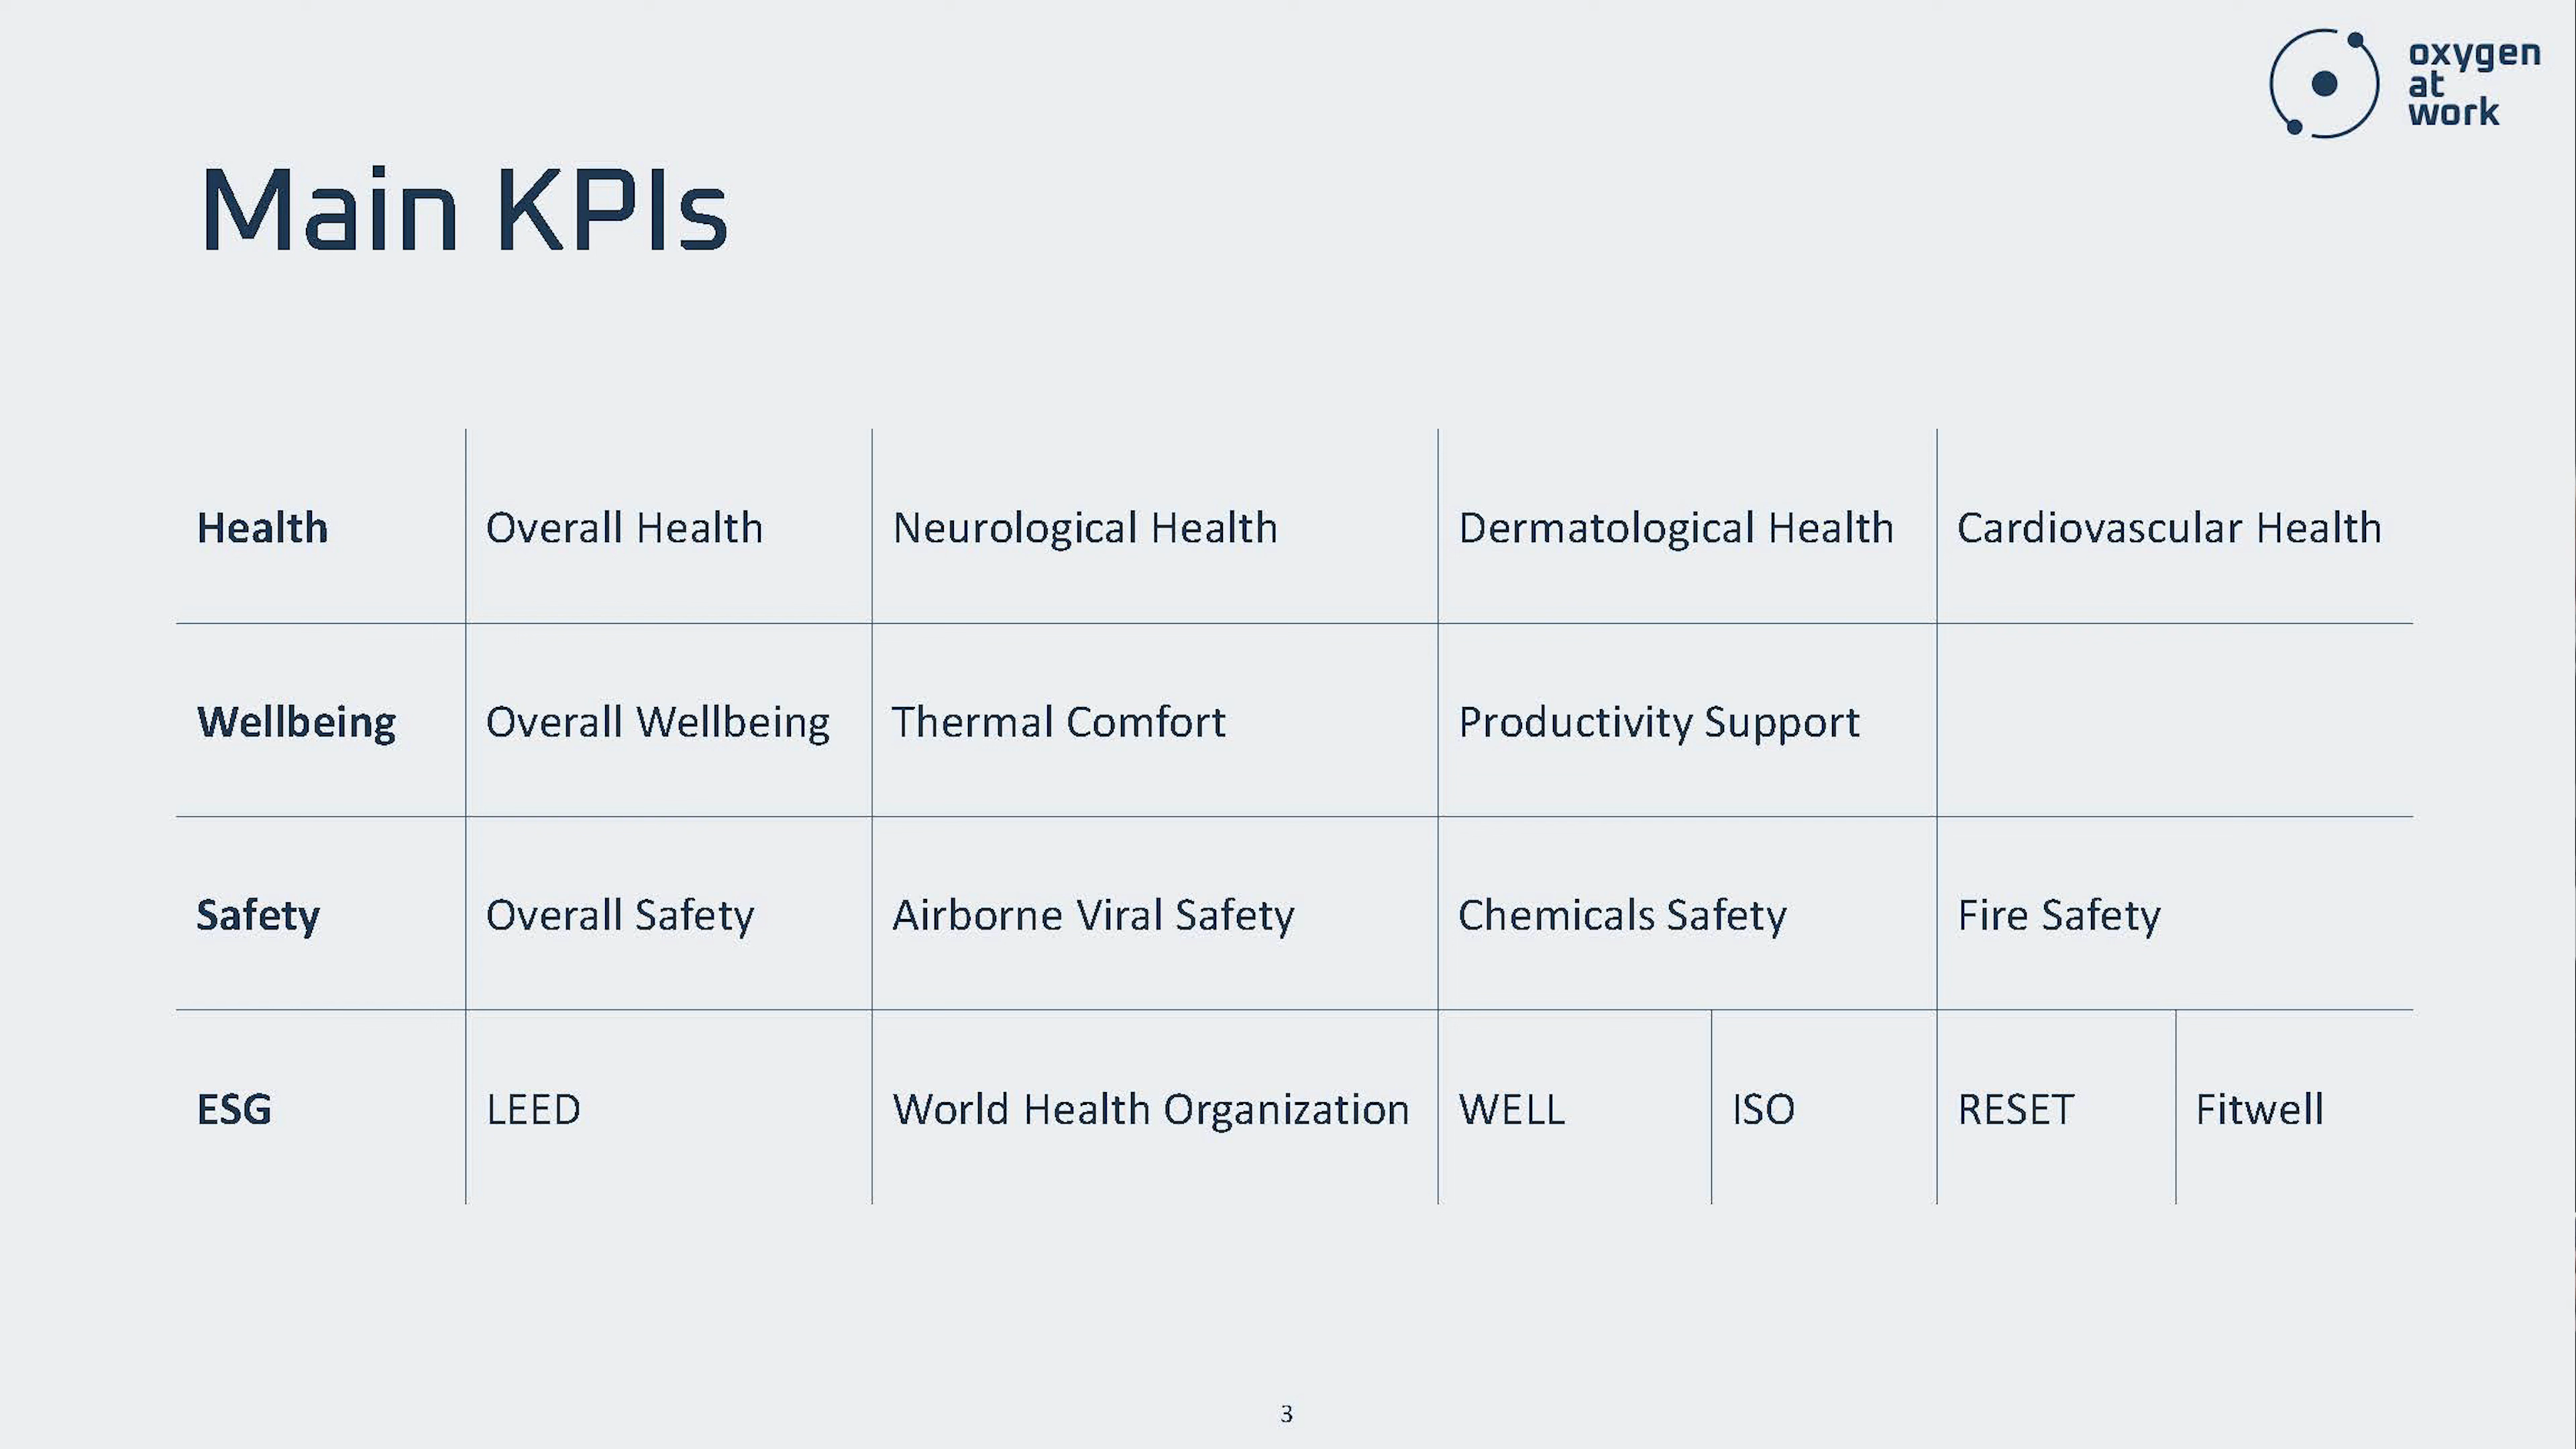 oxygen
at
work
Main KPIs
Health Overall Health Neurological Health Dermatological Health Cardiovascular Health
Wellbeing Overall Wellbeing Thermal Comfort Productivity Support
Safety Overall Safety Airborne Viral Safety Chemicals Safety Fire Safety
ESG LEED World Health Organization WELL ISO RESET Fitwell
3